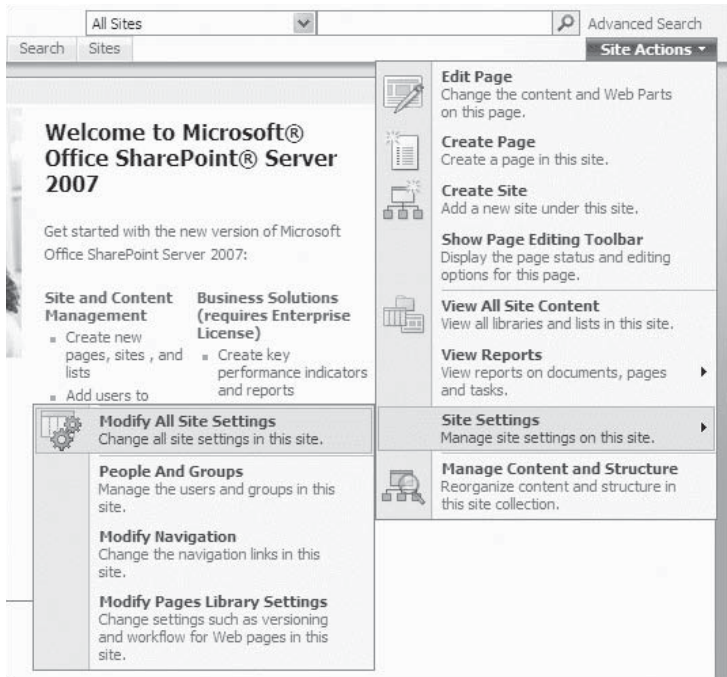 All Sites
Advanced Search
Search
Sites
Site Actions
Welcome to Microsoft®
Office SharePoint® Server
2007
Get started with the new version of Microsoft
Office SharePoint Server 2007:
Site and Content
Management
Create new
pages, sites , and
lists
Add users to
Business Solutions
(requires Enterprise
License)
Create key
performance indicators
and reports
Edit Page
Change the content and Web Parts
on this page.
Create Page
Create a page in this site.
Create Site
Add a new site under this site.
Show Page Editing Toolbar
Display the page status and editing
options for this page.
View All Site Content
View all libraries and lists in this site.
View Reports
View reports on documents, pages
and tasks.
Site Settings
Manage site settings on this site.
Manage Content and Structure
Reorganize content and structure in
this site collection.
Modify All Site Settings
Change all site settings in this site.
People And Groups
Manage the users and groups in this
site.
Modify Navigation
Change the navigation links in this
site.
Modify Pages Library Settings
Change settings such as versioning
and workflow for Web pages in this
site.